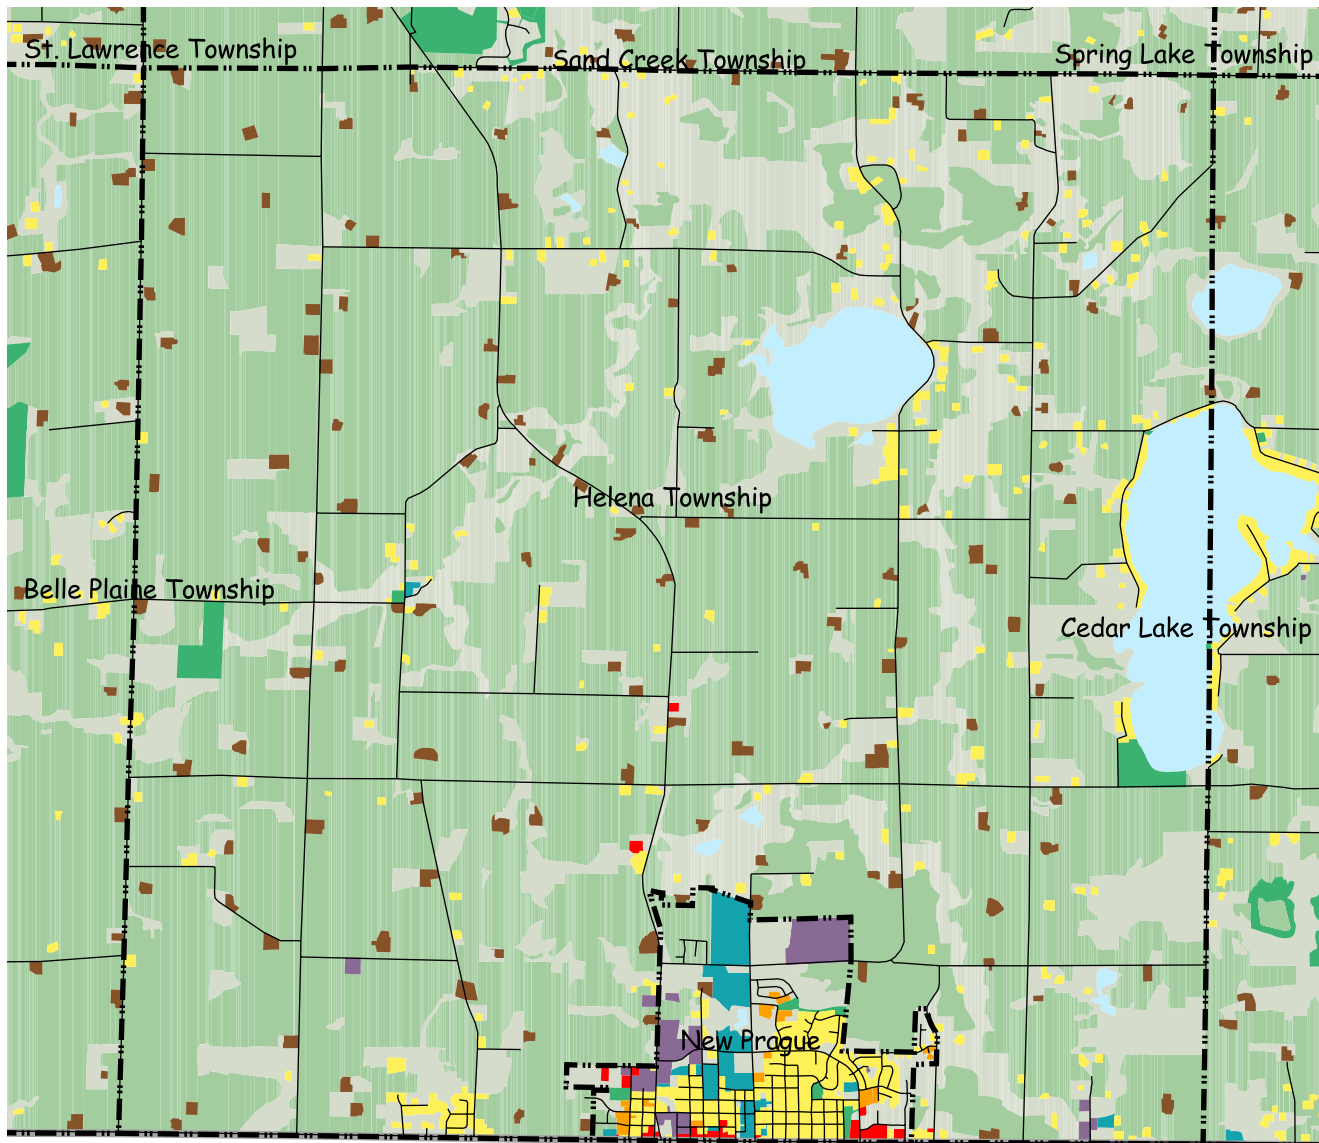 St. Lawrence Township
Sand Creek Township
Spring Lake Township
Helena Township
Belle Plaine Township
Cedar Lake Township
New Prague